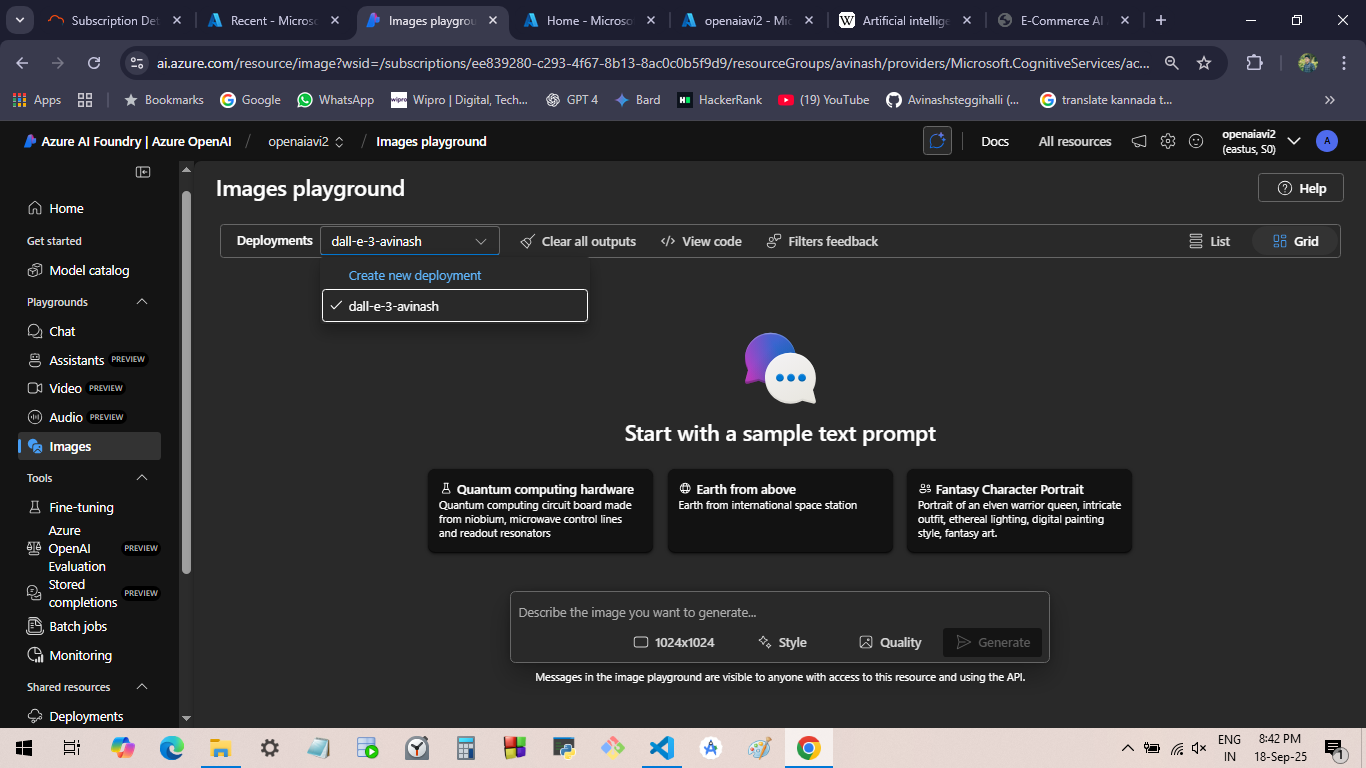 Subscription Det
Recent - Microso
Images playgroun
Home - Microso
openaiavi2 - Mic
Artificial intellige
E-Commerce AI
ai.azure.com/resource/image?wsid=/subscriptions/ee839280-c293-4f67-8b13-8ac0c0b5f9d9/resourceGroups/avinash/providers/Microsoft.CognitiveServices/ac...
Apps
Bookmarks
Google
WhatsApp
wipro
Wipro | Digital, Tech...
GPT 4
Bard
HackerRank
(19) YouTube
Avinashsteggihalli (...
translate kannada t...
Azure AI Foundry | Azure OpenAI / openaiavi2 / Images playground
Docs
All resources
openaiavi2
(eastus, S0)
A
Home
Get started
Model catalog
Playgrounds
Chat
Assistants PREVIEW
Video PREVIEW
Audio PREVIEW
Images
Tools
Fine-tuning
Azure
OpenAI PREVIEW
Evaluation
Stored
completions PREVIEW
Batch jobs
Monitoring
Shared resources
Deployments
Images playground
Help
Deployments dall-e-3-avinash
Clear all outputs
View code
Filters feedback
List
Grid
Create new deployment
dall-e-3-avinash
Start with a sample text prompt
Quantum computing hardware
Quantum computing circuit board made
from niobium, microwave control lines
and readout resonators
Earth from above
Earth from international space station
Fantasy Character Portrait
Portrait of an elven warrior queen, intricate
outfit, ethereal lighting, digital painting
style, fantasy art.
Describe the image you want to generate...
1024x1024
Style
Quality
Generate
Messages in the image playground are visible to anyone with access to this resource and using the API.
ENG
IN
8:42 PM
18-Sep-25
1